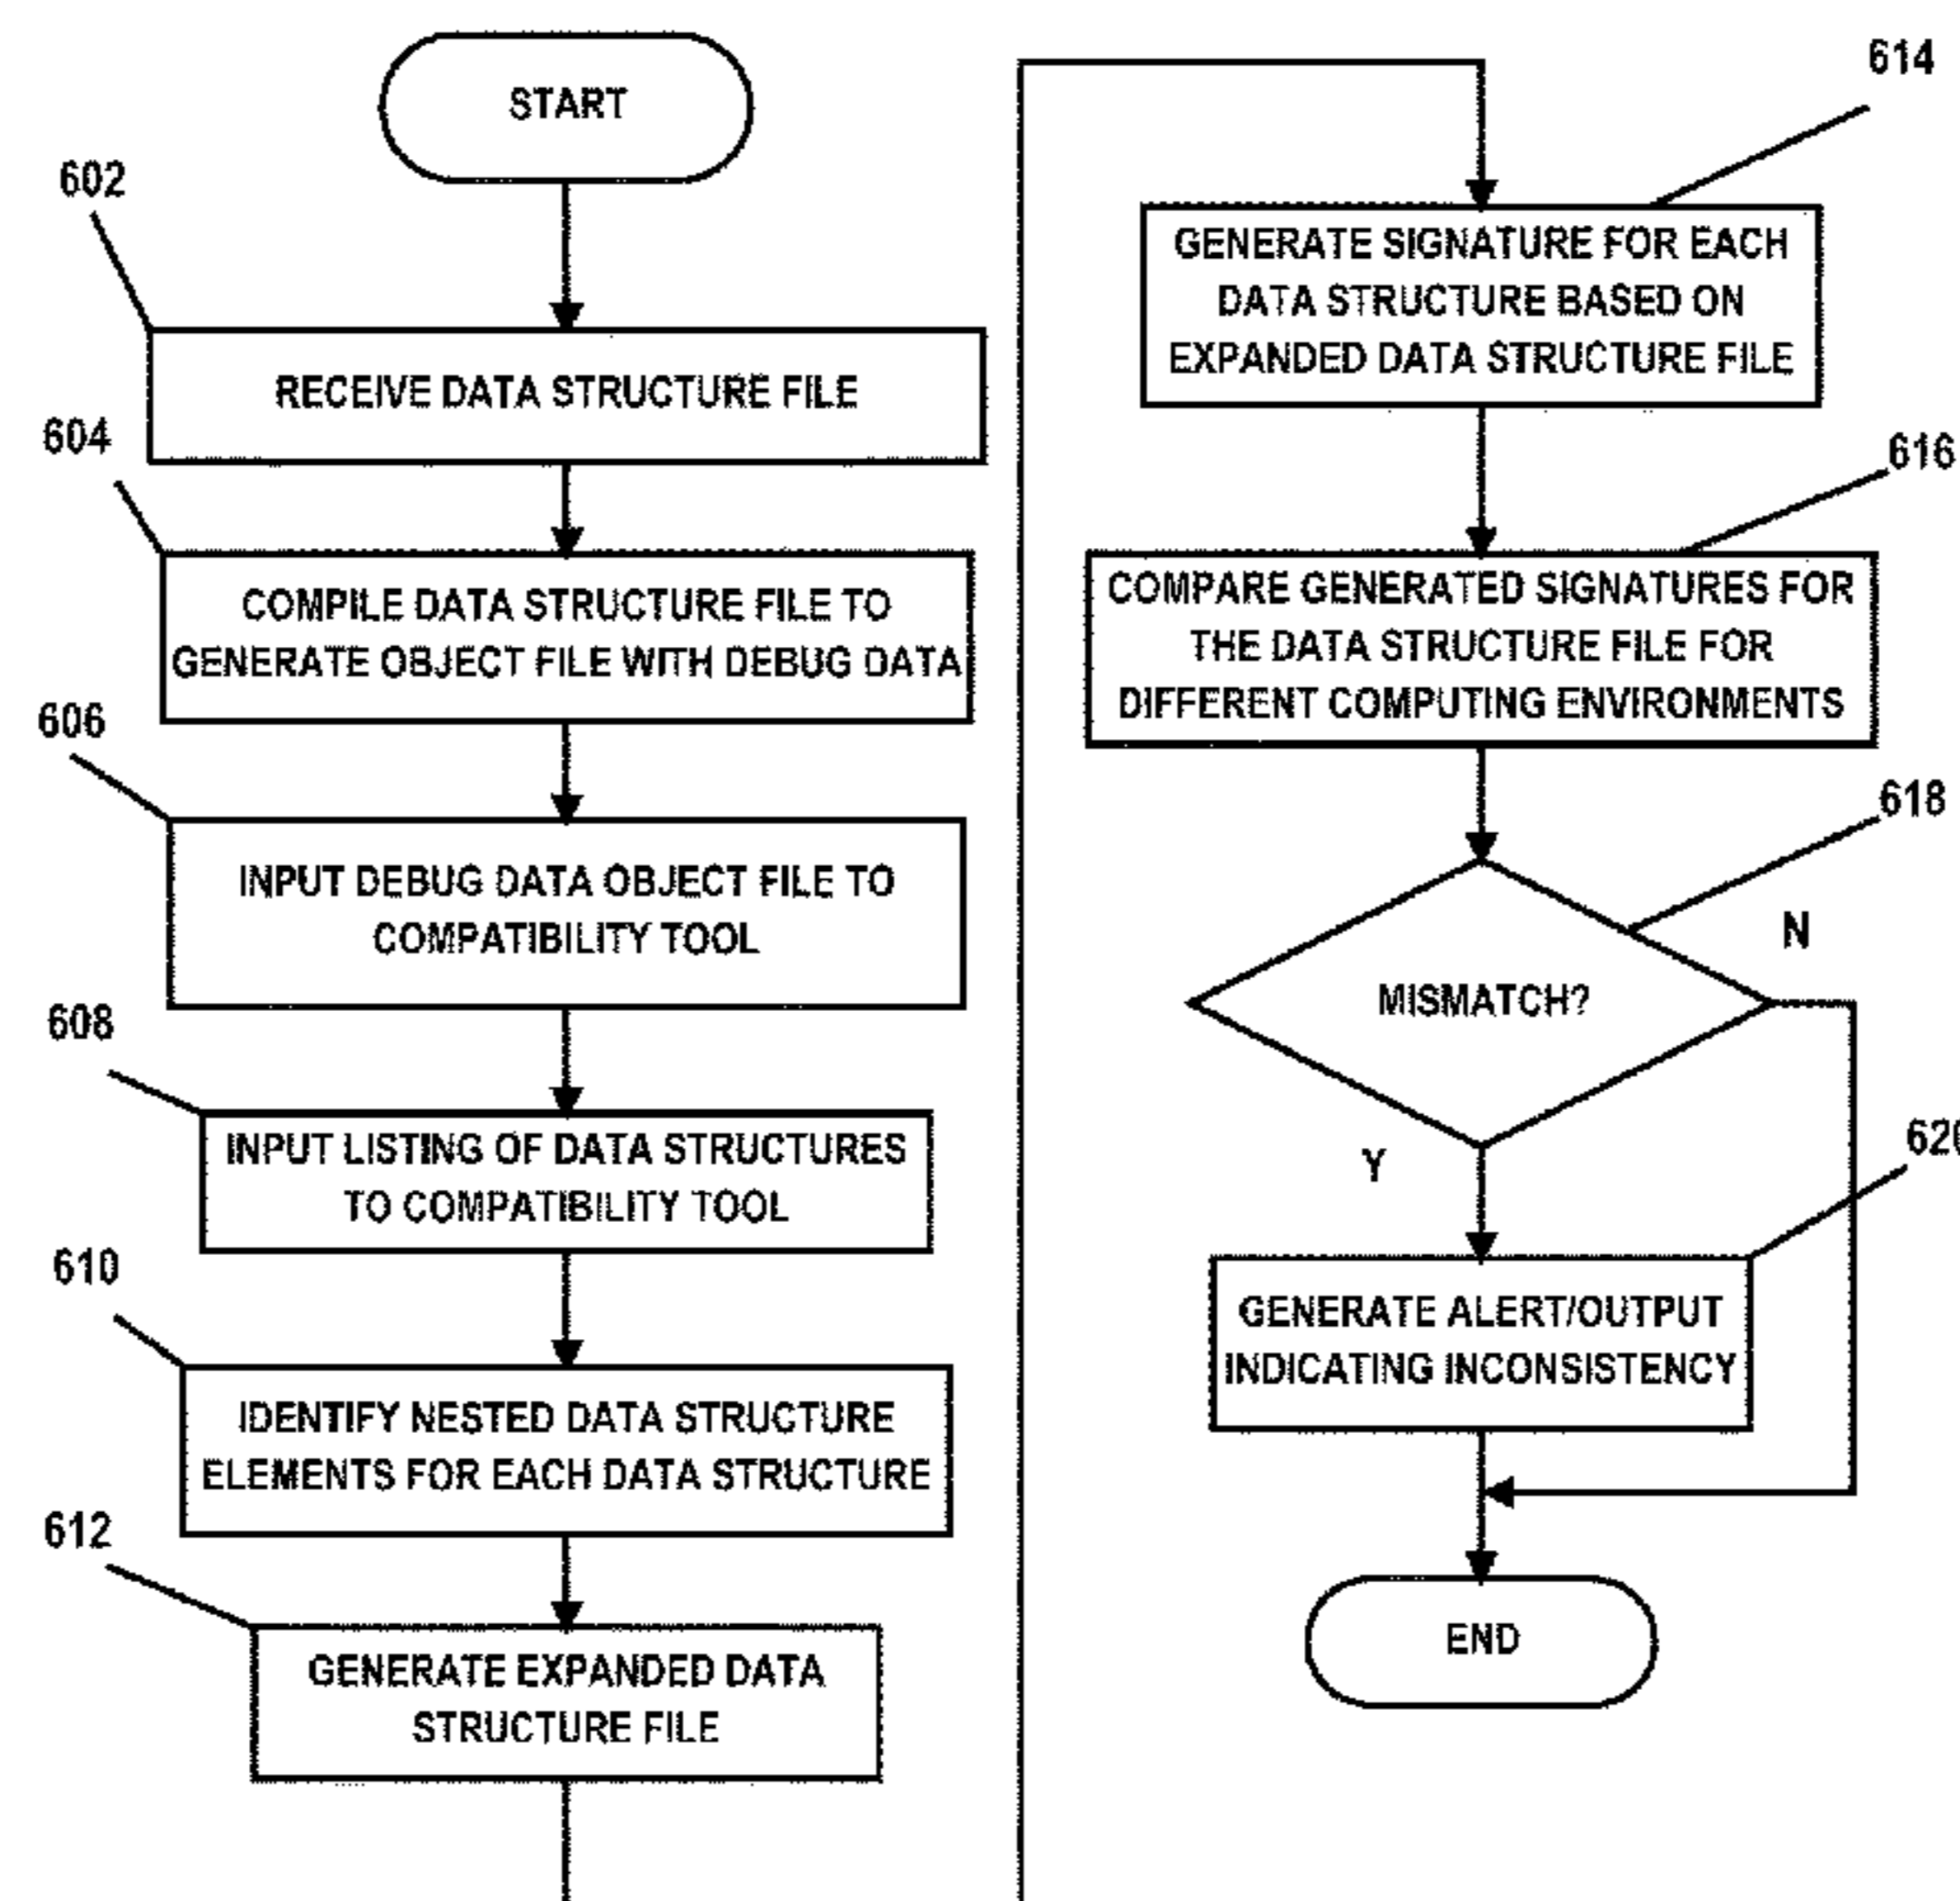 START
602
RECEIVE DATA STRUCTURE FILE
604
COMPILE DATA STRUCTURE FILE TO
GENERATE OBJECT FILE WITH DEBUG DATA
606
INPUT DEBUG DATA OBJECT FILE TO
COMPATIBILITY TOOL
608
INPUT LISTING OF DATA STRUCTURES
TO COMPATIBILITY TOOL
610
IDENTIFY NESTED DATA STRUCTURE
ELEMENTS FOR EACH DATA STRUCTURE
612
GENERATE EXPANDED DATA
STRUCTURE FILE
614
GENERATE SIGNATURE FOR EACH
DATA STRUCTURE BASED ON
EXPANDED DATA STRUCTURE FILE
616
COMPARE GENERATED SIGNATURES FOR
THE DATA STRUCTURE FILE FOR
DIFFERENT COMPUTING ENVIRONMENTS
618
N
MISMATCH?
Y
620
GENERATE ALERT/OUTPUT
INDICATING INCONSISTENCY
END